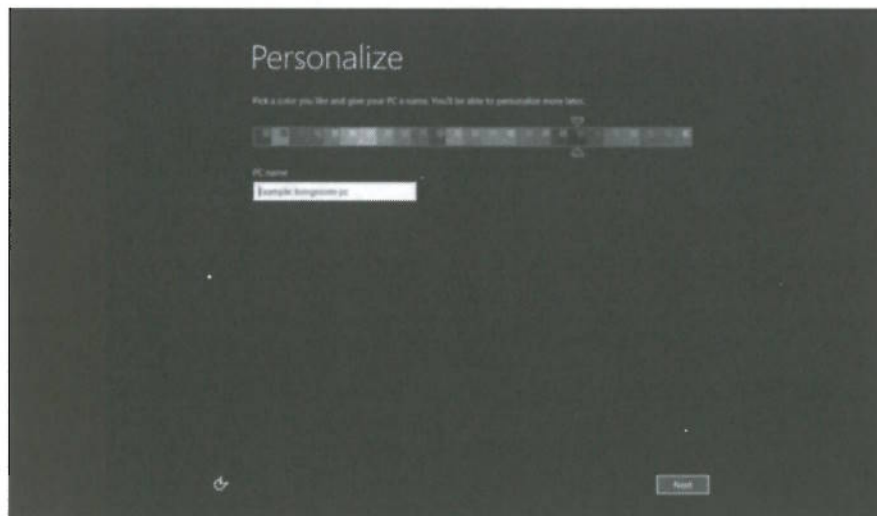 Personalize
Pick a color you like and give your PC a name. You'll be able to personalize more later.
PC name
Example: livingroom-pc
Next